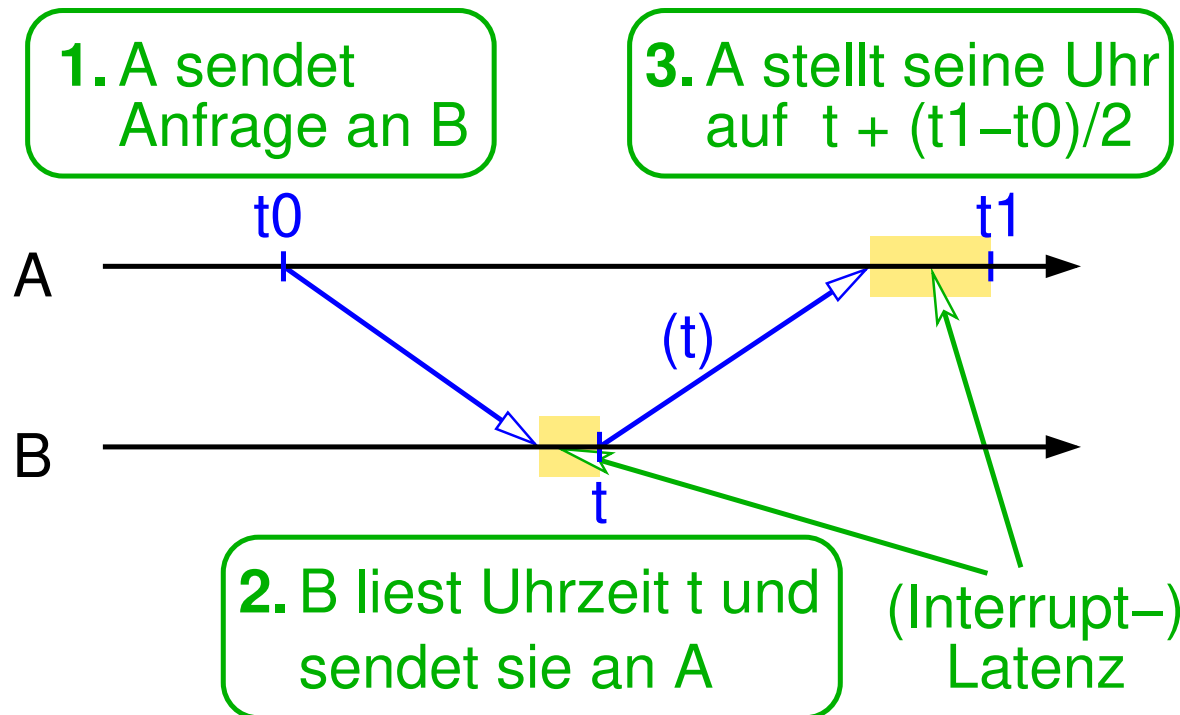 1. A sendet
Anfrage an B
3. A stellt seine Uhr
auf t + (t1–t0)/2
t0
t1
A
(t)
B
t
2. B liest Uhrzeit t und
sendet sie an A
(Interrupt–)
Latenz